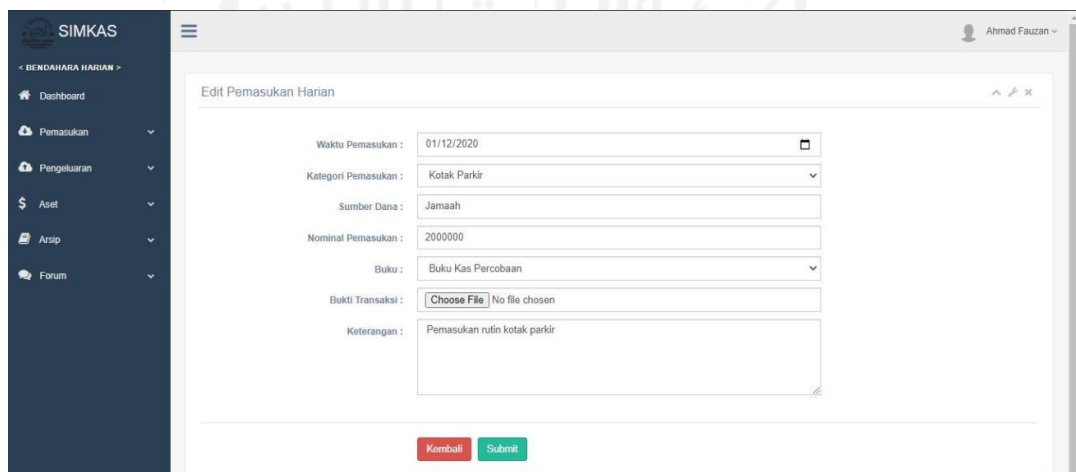 SIMKAS
Ahmad Fauzan
< BENDAHARA HARIAN >
Dashboard
Pemasukan
Pengeluaran
$ Aset
Arsip
Forum
Edit Pemasukan Harian
Waktu Pemasukan : 01/12/2020
Kategori Pemasukan : Kotak Parkir
Sumber Dana : Jamaah
Nominal Pemasukan : 2000000
Buku : Buku Kas Percobaan
Bukti Transaksi : Choose File No file chosen
Keterangan : Pemasukan rutin kotak parkir
Kembali Submit